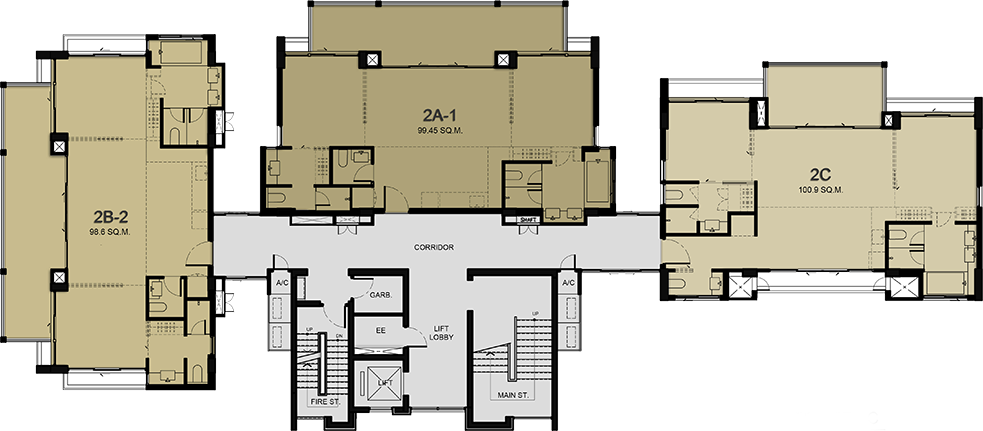 2A-1
99.45 SQ.M.
2C
100.9 SQ.M.
2B-2
98.6 SQ.M.
SHAFT
CORRIDOR
A/C
A/C
GARB.
UP
DN
EE
LIFT
LOBBY
UP
LIFT
FIRE ST.
MAIN ST.